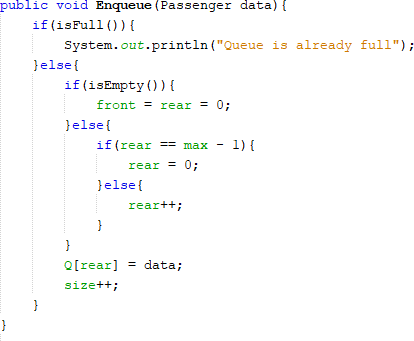 public void Enqueue(Passenger data){
    if(isFull()){
        System.out.println("Queue is already full");
    }else{
        if(isEmpty()){
            front = rear = 0;
        }else{
            if(rear == max - 1){
                rear = 0;
            }else{
                rear++;
            }
        }
        Q[rear] = data;
        size++;
    }
}